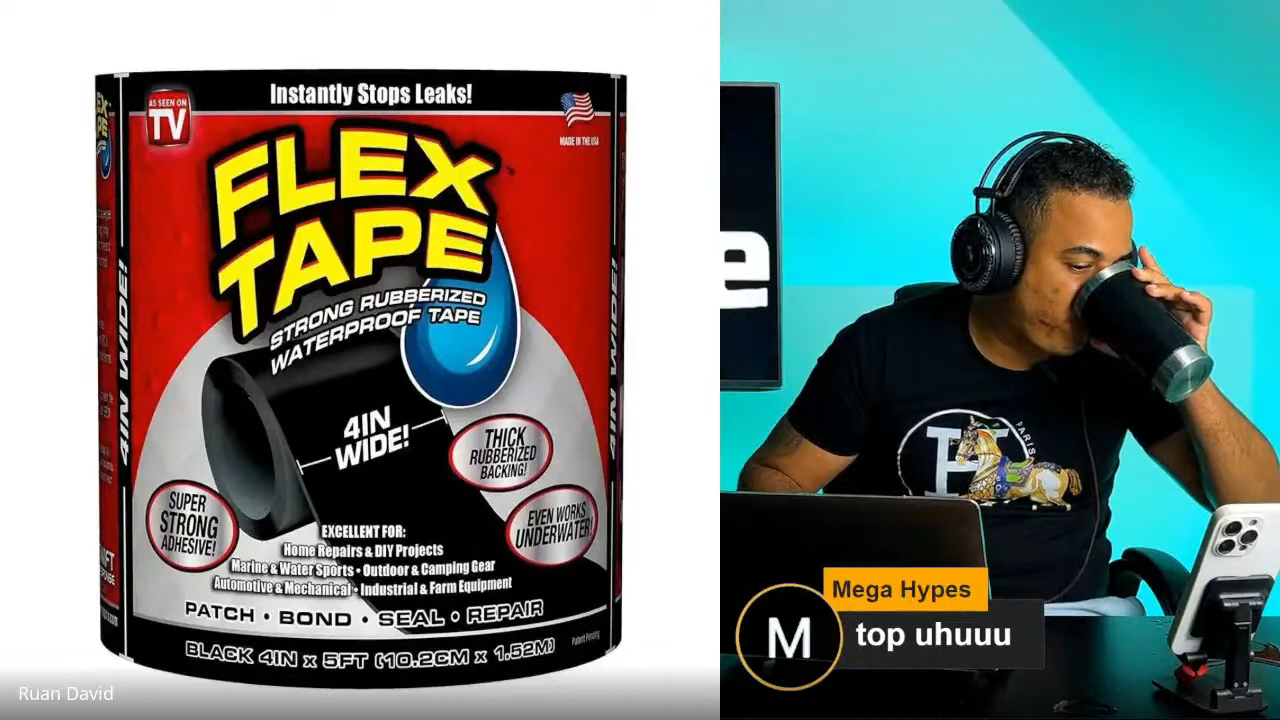 Instantly Stops Leaks!
AS SEEN ON
TV
MADE IN THE USA
FLEX
TAPE
STRONG RUBBERIZED
WATERPROOF TAPE
4IN WIDE!
4IN
WIDE!
4IN WIDE!
THICK
RUBBERIZED
BACKING!
SUPER
STRONG
ADHESIVE!
EVEN WORKS
UNDERWATER!
EXCELLENT FOR:
Home Repairs & DIY Projects
Marine & Water Sports • Outdoor & Camping Gear
Automotive & Mechanical • Industrial & Farm Equipment
PATCH • BOND • SEAL • REPAIR
BLACK 4IN x 5FT (10.2CM x 1.52M)
Patent Pending
Ruan David
e
PARIS
Mega Hypes
M
top uhuuu